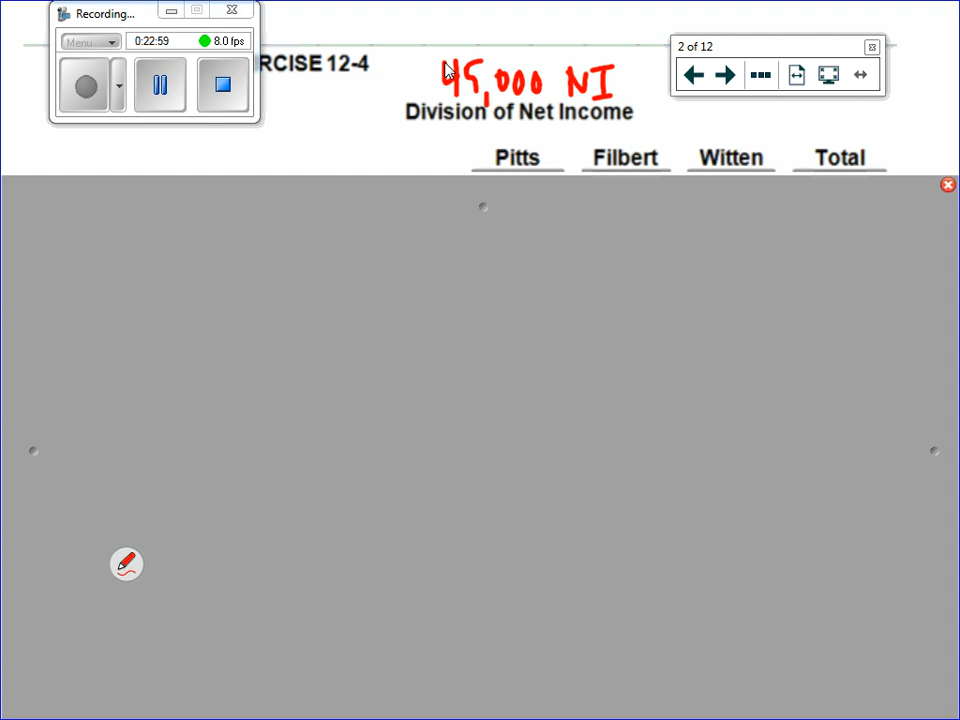 Recording...
Menu
0:22:59
8.0 fps
RCISE 12-4
45,000 NI
2 of 12
Division of Net Income
Pitts Filbert Witten Total